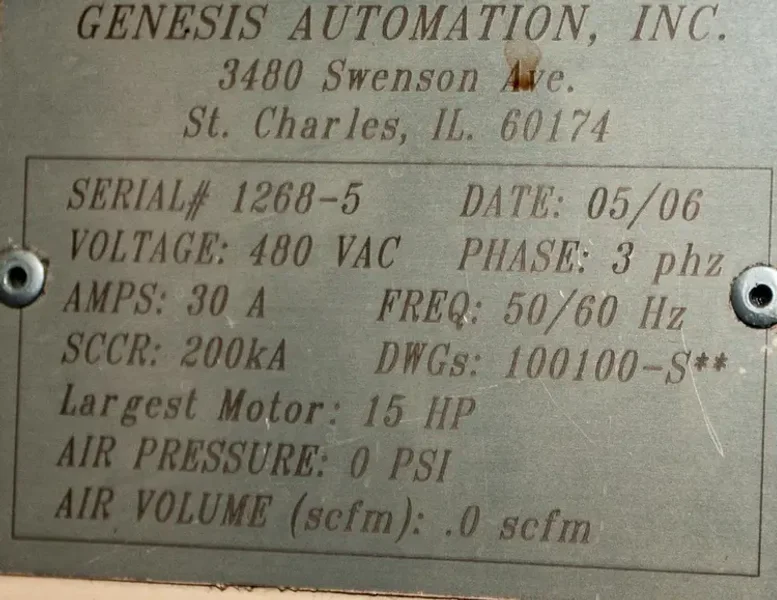 GENESIS AUTOMATION, INC.
3480 Swenson Ave.
St. Charles, IL. 60174
SERIAL# 1268-5 DATE: 05/06
VOLTAGE: 480 VAC PHASE: 3 phz
AMPS: 30 A FREQ: 50/60 Hz
SCCR: 200kA DWGs: 100100-S**
Largest Motor: 15 HP
AIR PRESSURE: 0 PSI
AIR VOLUME (scfm): .0 scfm